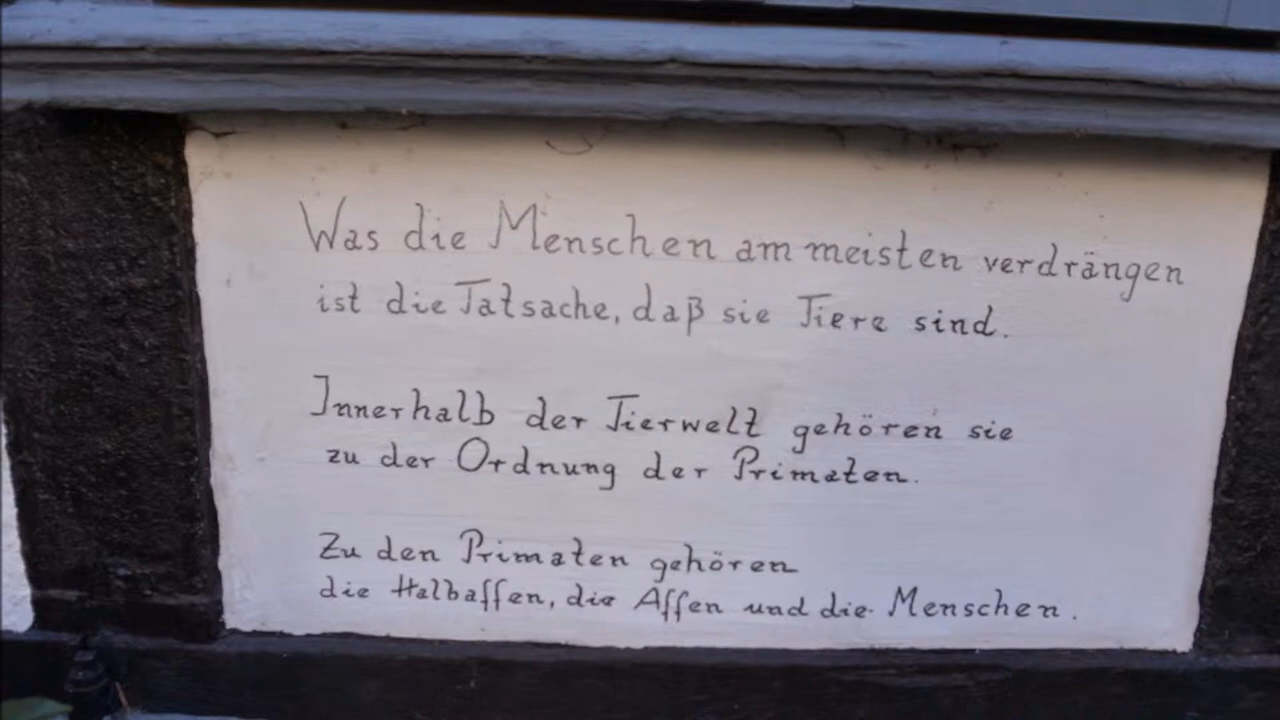 Was die Menschen am meisten verdrängen
ist die Tatsache, daß sie Tiere sind.
Innerhalb der Tierwelt gehören sie
zu der Ordnung der Primaten.
Zu den Primaten gehören
die Halbaffen, die Affen und die Menschen.